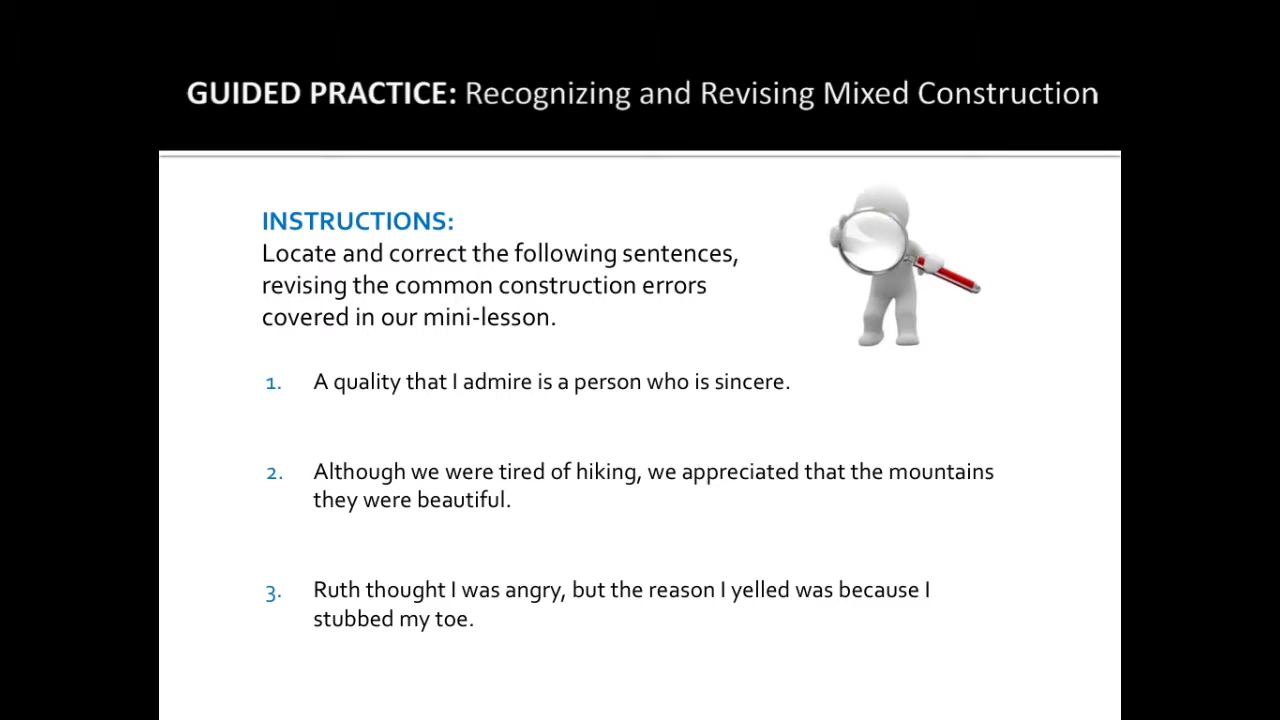 GUIDED PRACTICE: Recognizing and Revising Mixed Construction
INSTRUCTIONS:
Locate and correct the following sentences,
revising the common construction errors
covered in our mini-lesson.
1. A quality that I admire is a person who is sincere.
2. Although we were tired of hiking, we appreciated that the mountains
they were beautiful.
3. Ruth thought I was angry, but the reason I yelled was because I
stubbed my toe.